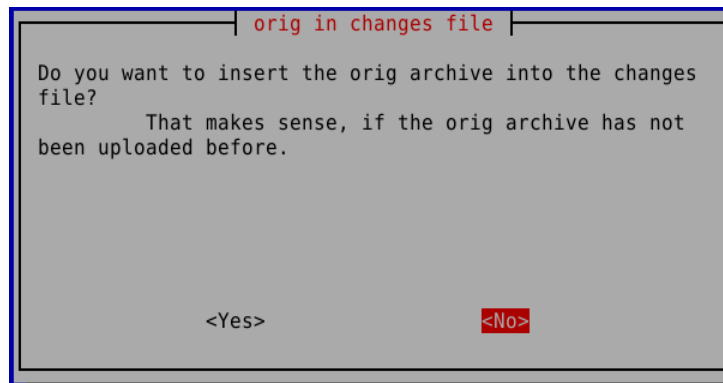 orig in changes file
Do you want to insert the orig archive into the changes
file?
That makes sense, if the orig archive has not
been uploaded before.
<Yes> <No>